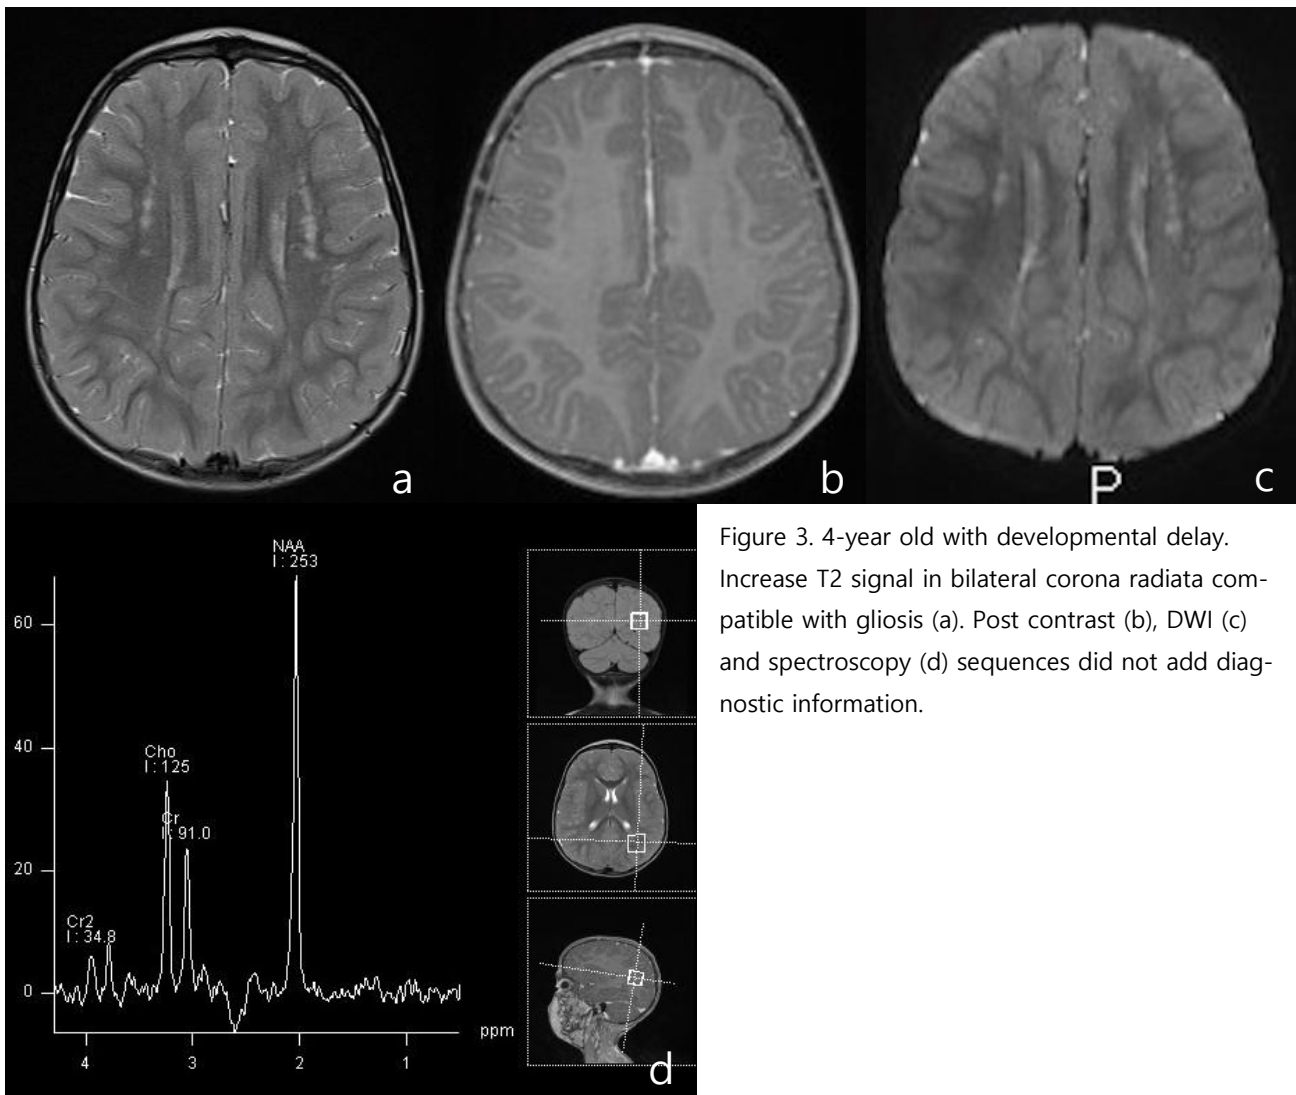 a
b
c
P
Figure 3. 4-year old with developmental delay.
Increase T2 signal in bilateral corona radiata com-
patible with gliosis (a). Post contrast (b), DWI (c)
and spectroscopy (d) sequences did not add diag-
nostic information.
NAA
I : 253
60
40
Cho
I : 125
Cr
I : 91.0
20
Cr2
I : 34.8
0
ppm
4
3
2
1
d